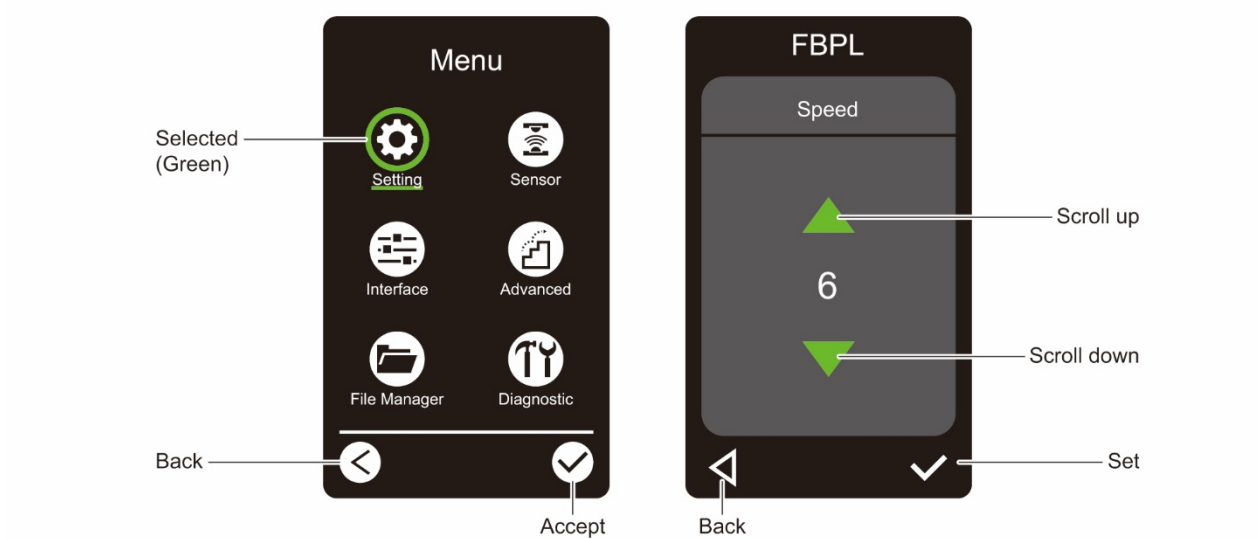 Menu
Selected
(Green)
Setting
Sensor
Interface
Advanced
File Manager
Diagnostic
Back
Accept
FBPL
Speed
Scroll up
6
Scroll down
Set
Back